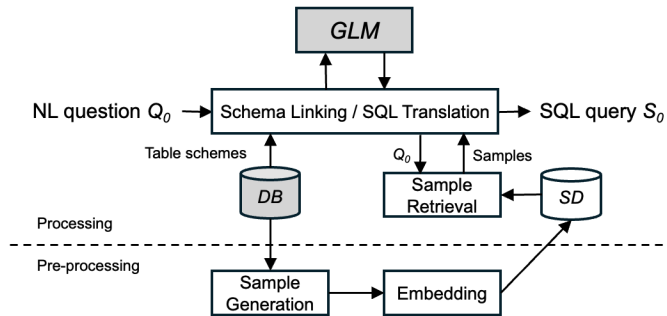 GLM
NL question Q0
Schema Linking / SQL Translation
SQL query S0
Table schemes
Q0
Samples
DB
Sample
Retrieval
SD
Processing
Pre-processing
Sample
Generation
Embedding